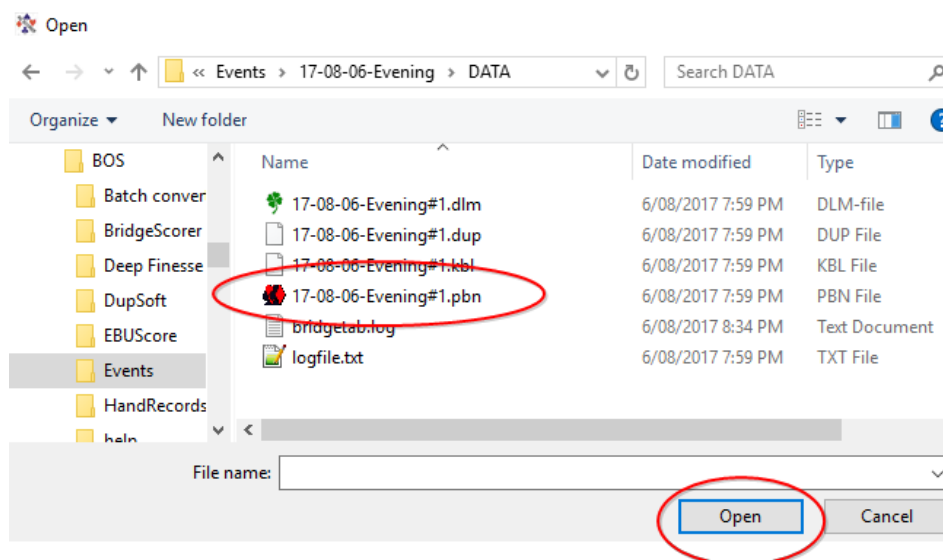 Open
« Events > 17-08-06-Evening > DATA
Search DATA
Organize
New folder
BOS
Batch conver
BridgeScorer
Deep Finesse
DupSoft
EBUScore
Events
HandRecords
help
Name Date modified Type
17-08-06-Evening#1.dlm 6/08/2017 7:59 PM DLM-file
17-08-06-Evening#1.dup 6/08/2017 7:59 PM DUP File
17-08-06-Evening#1.kbl 6/08/2017 7:59 PM KBL File
17-08-06-Evening#1.pbn 6/08/2017 7:59 PM PBN File
bridgetab.log 6/08/2017 8:34 PM Text Document
logfile.txt 6/08/2017 7:59 PM TXT File
File name:
Open Cancel